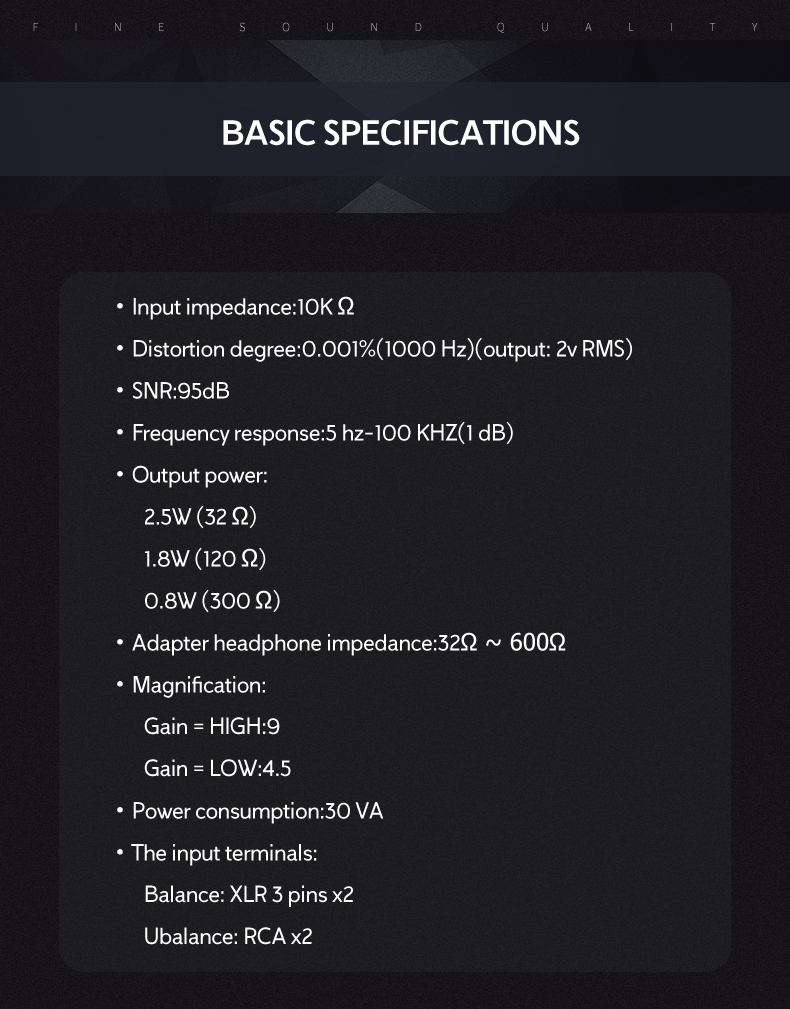 FINE SOUND QUALITY
BASIC SPECIFICATIONS
• Input impedance:10K Ω
• Distortion degree:0.001%(1000 Hz)(output: 2v RMS)
• SNR:95dB
• Frequency response:5 hz-100 KHZ(1 dB)
• Output power:
2.5W (32 Ω)
1.8W (120 Ω)
0.8W (300 Ω)
• Adapter headphone impedance:32Ω ~ 600Ω
• Magnification:
Gain = HIGH:9
Gain = LOW:4.5
• Power consumption:30 VA
• The input terminals:
Balance: XLR 3 pins x2
Ubalance: RCA x2